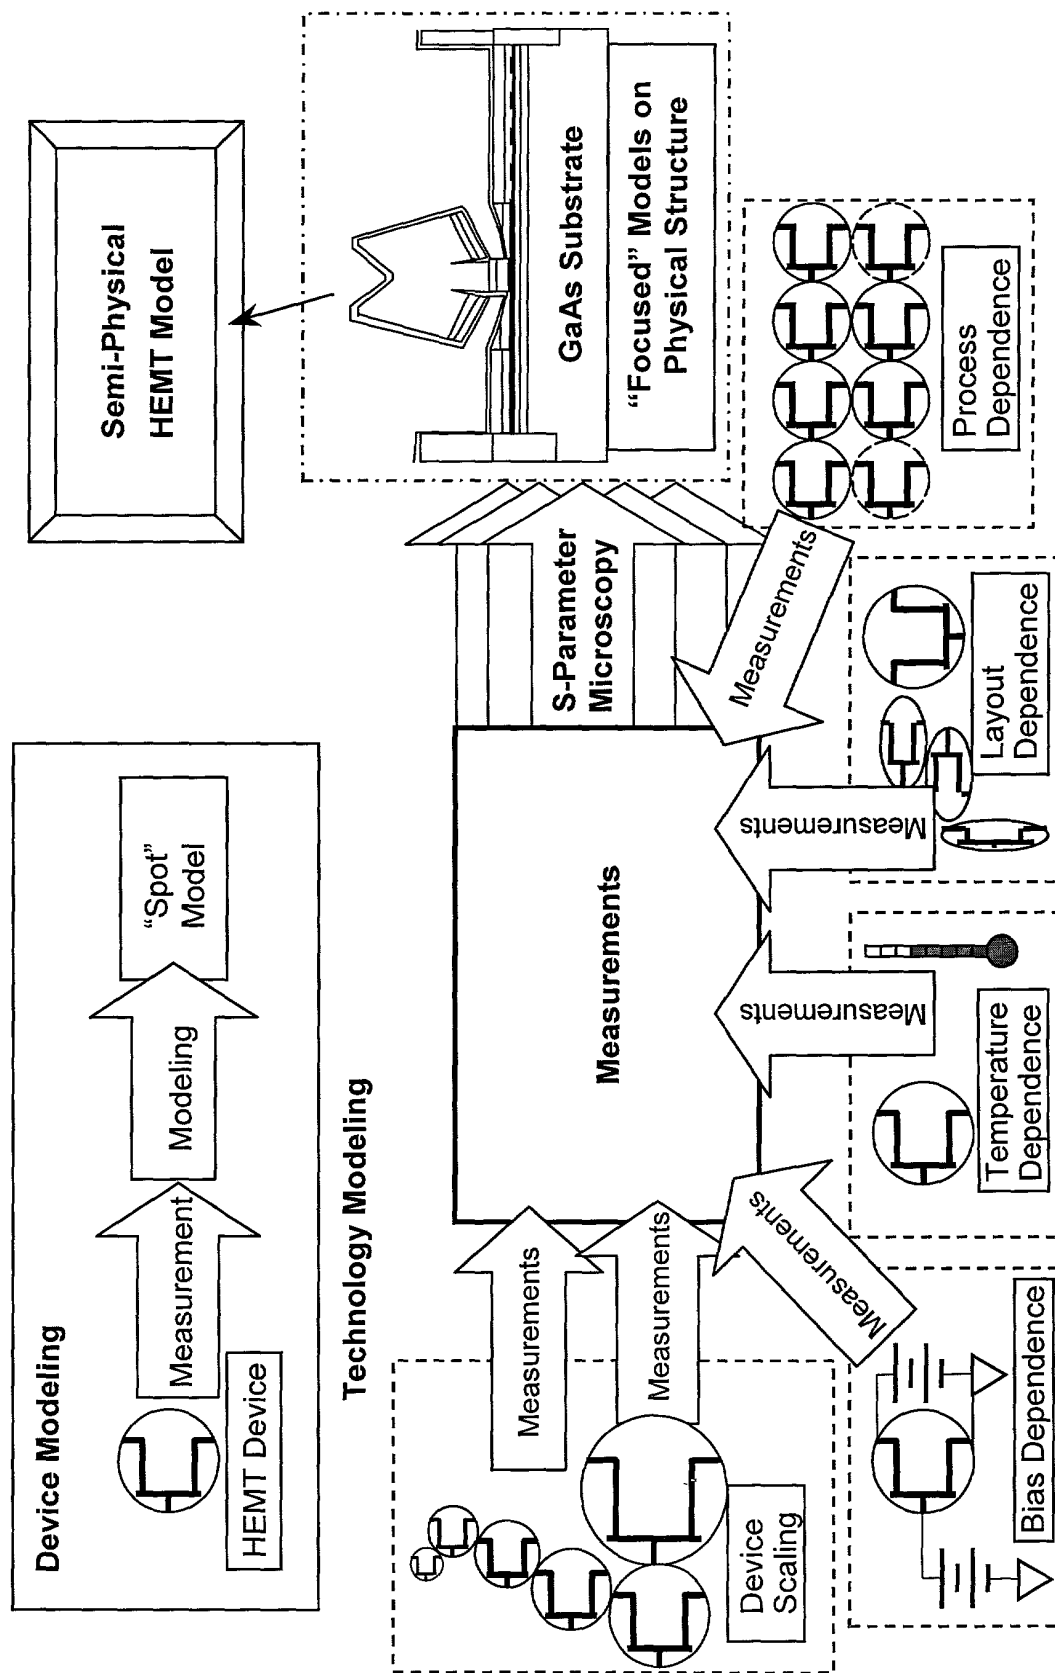 Device Modeling
HEMT Device
Measurement
Modeling
“Spot”
Model
Semi-Physical
HEMT Model
Technology Modeling
Device
Scaling
Measurements
Measurements
Measurements
S-Parameter
Microscopy
GaAs Substrate
“Focused” Models on
Physical Structure
Measurements
Measurements
Measurements
Measurements
Bias Dependence
Temperature
Dependence
Layout
Dependence
Process
Dependence